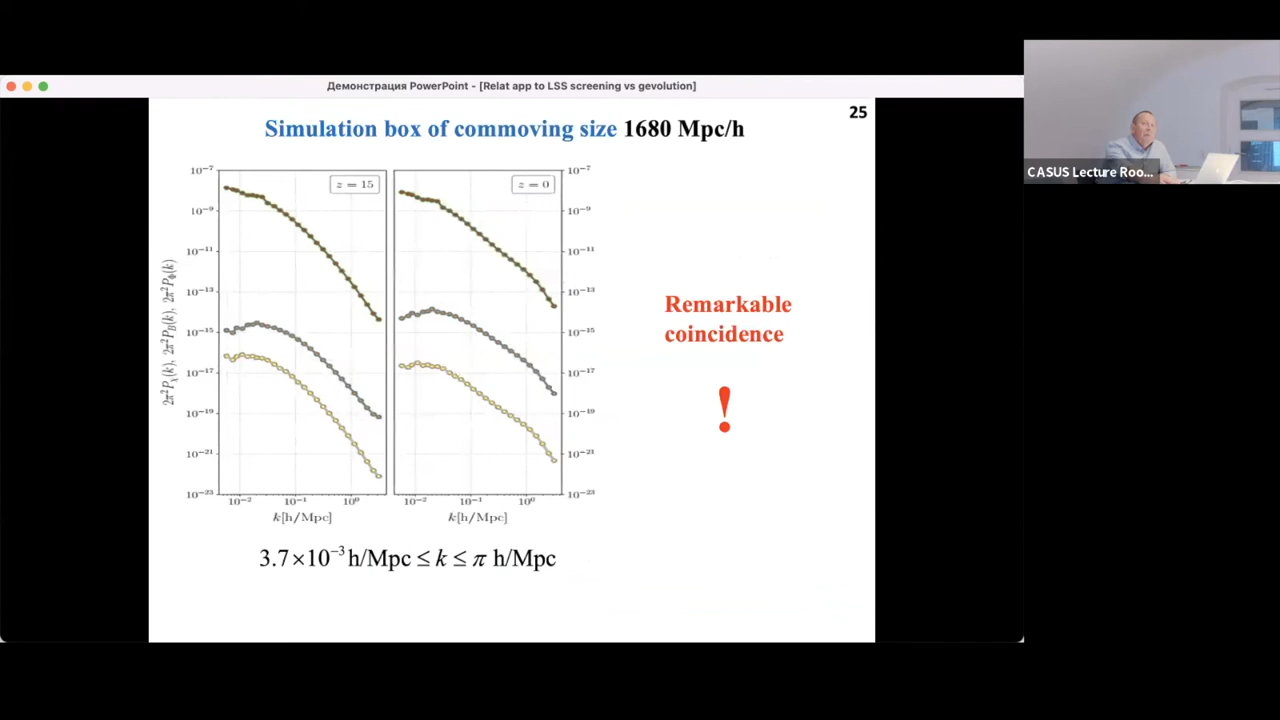 Демонстрация PowerPoint - [Relat app to LSS screening vs gevolution]
CASUS Lecture Roo...
25
Simulation box of commoving size 1680 Mpc/h
z = 15
z = 0
10⁻⁷
10⁻⁹
10⁻¹¹
10⁻¹³
10⁻¹⁵
10⁻¹⁷
10⁻¹⁹
10⁻²¹
10⁻²³
10⁻⁷
10⁻⁹
10⁻¹¹
10⁻¹³
10⁻¹⁵
10⁻¹⁷
10⁻¹⁹
10⁻²¹
10⁻²³
2π²Pχ(k), 2π²P_B(k), 2π²P_Φ(k)
10⁻² 10⁻¹ 10⁰
10⁻² 10⁻¹ 10⁰
k[h/Mpc]
k[h/Mpc]
Remarkable
coincidence
!
3.7×10⁻³ h/Mpc ≤ k ≤ π h/Mpc